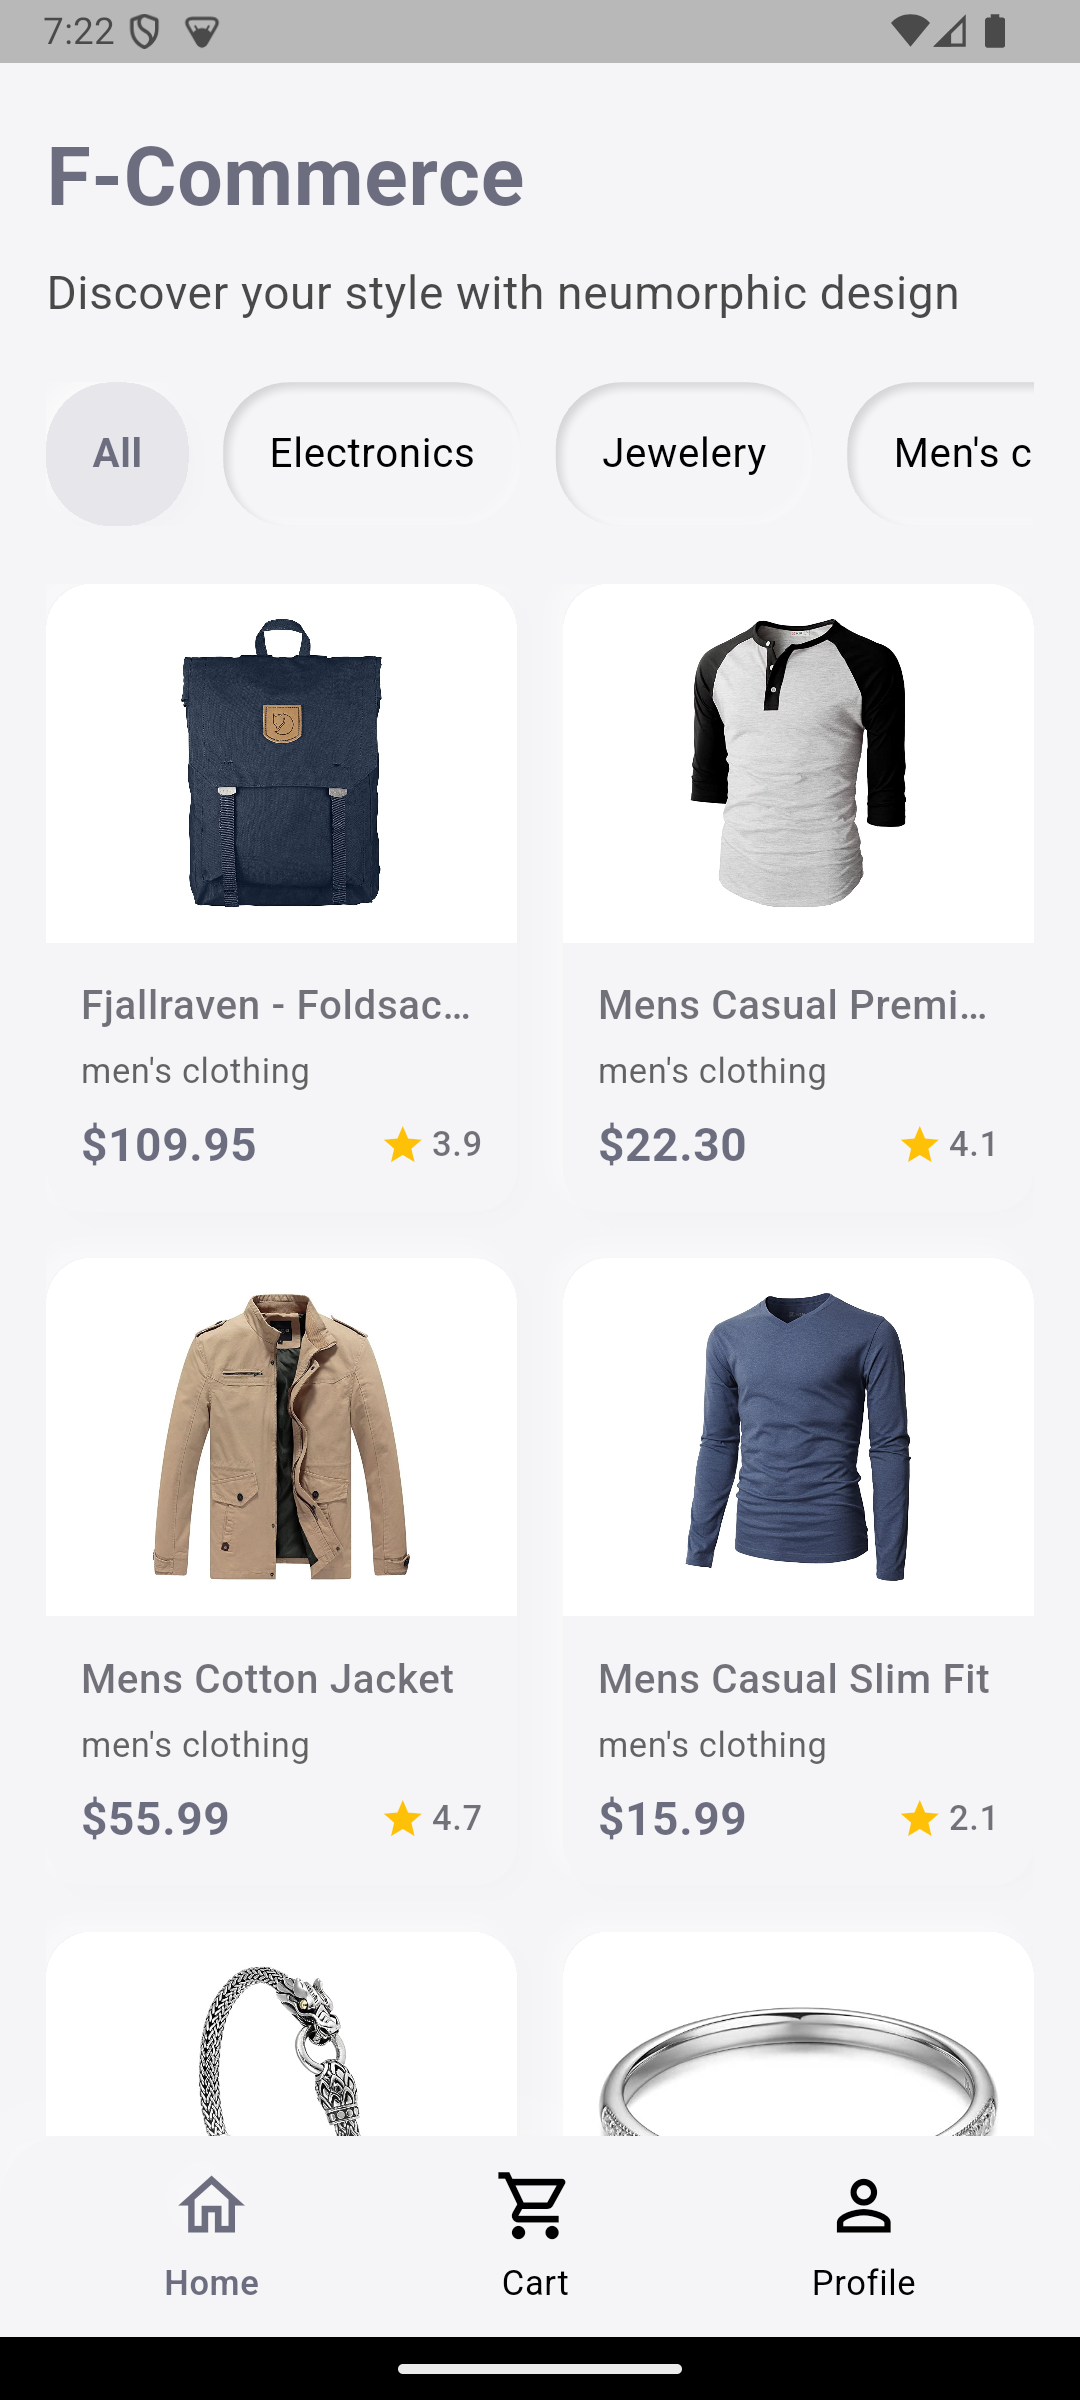 7:22
F-Commerce
Discover your style with neumorphic design
All
Electronics
Jewelery
Men's c
Fjallraven - Foldsac…
Mens Casual Premi…
men's clothing
men's clothing
$109.95
3.9
$22.30
4.1
Mens Cotton Jacket
Mens Casual Slim Fit
men's clothing
men's clothing
$55.99
4.7
$15.99
2.1
Home
Cart
Profile